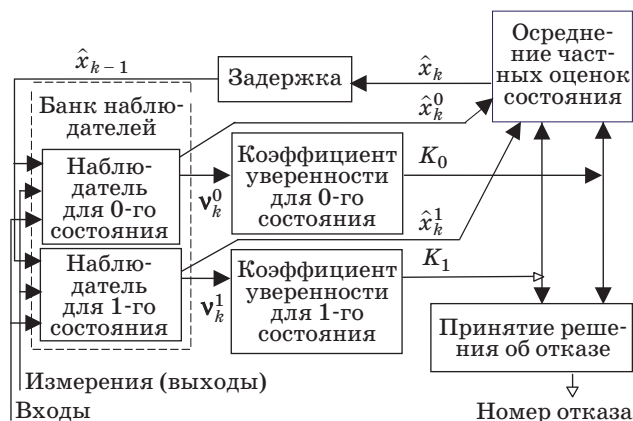 x̂ₖ₋₁
Задержка
x̂ₖ
Осредне-
ние част-
ных оценок
состояния
Банк наблю-
дателей
x̂ₖ⁰
Наблю-
датель
для 0-го
состояния
νₖ⁰
Коэффициент
уверенности
для 0-го
состояния
K₀
x̂ₖ¹
Наблю-
датель
для 1-го
состояния
νₖ¹
Коэффициент
уверенности
для 1-го
состояния
K₁
Принятие реше-
ния об отказе
Измерения (выходы)
Входы
Номер отказа